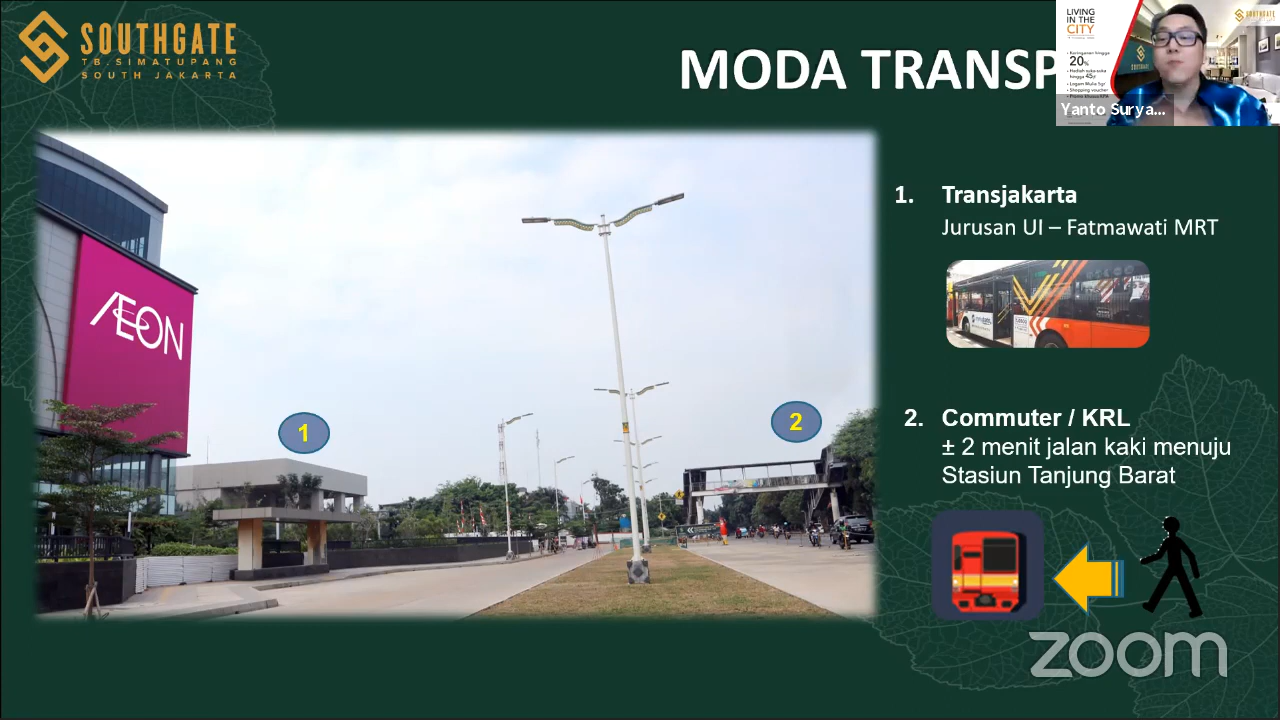 SOUTHGATE
TB.SIMATUPANG
SOUTH JAKARTA
MODA TRANSP
LIVING
IN THE
CITY
20%
SOUTHGATE
Yanto Surya...
ÆON
1
2
1. Transjakarta
Jurusan UI – Fatmawati MRT
2. Commuter / KRL
± 2 menit jalan kaki menuju
Stasiun Tanjung Barat
zoom